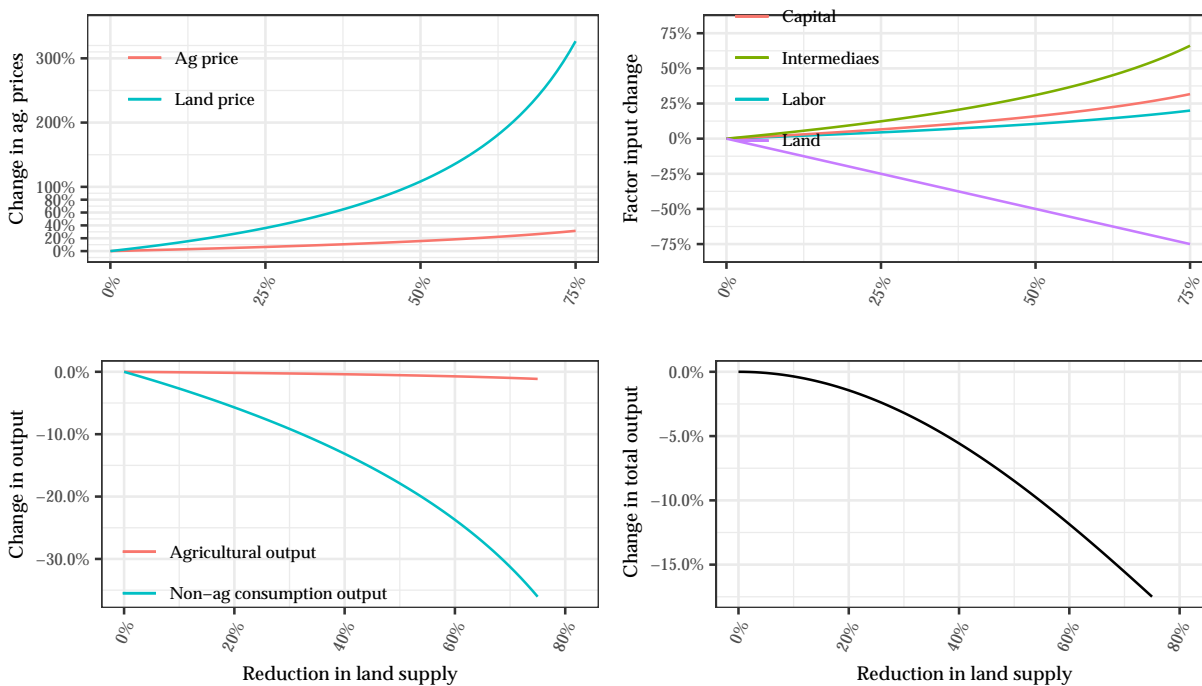 Change in ag. prices
300%
200%
100%
80%
60%
40%
20%
0%
Ag price
Land price
0%
25%
50%
75%
Factor input change
75%
50%
25%
0%
−25%
−50%
−75%
Capital
Intermediaes
Labor
Land
0%
25%
50%
75%
Change in output
0.0%
−10.0%
−20.0%
−30.0%
Agricultural output
Non−ag consumption output
0%
20%
40%
60%
80%
Reduction in land supply
Change in total output
0.0%
−5.0%
−10.0%
−15.0%
0%
20%
40%
60%
80%
Reduction in land supply